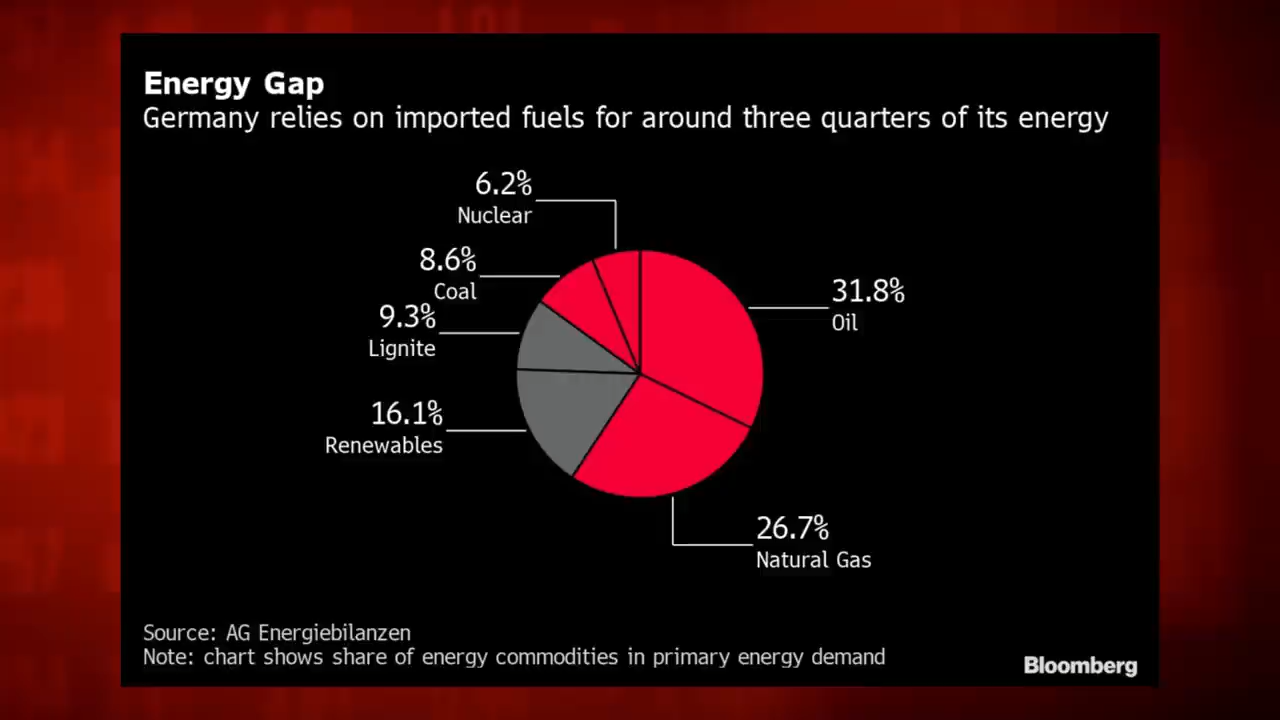 Energy Gap
Germany relies on imported fuels for around three quarters of its energy
6.2%
Nuclear
8.6%
Coal
9.3%
Lignite
16.1%
Renewables
31.8%
Oil
26.7%
Natural Gas
Source: AG Energiebilanzen
Note: chart shows share of energy commodities in primary energy demand
Bloomberg